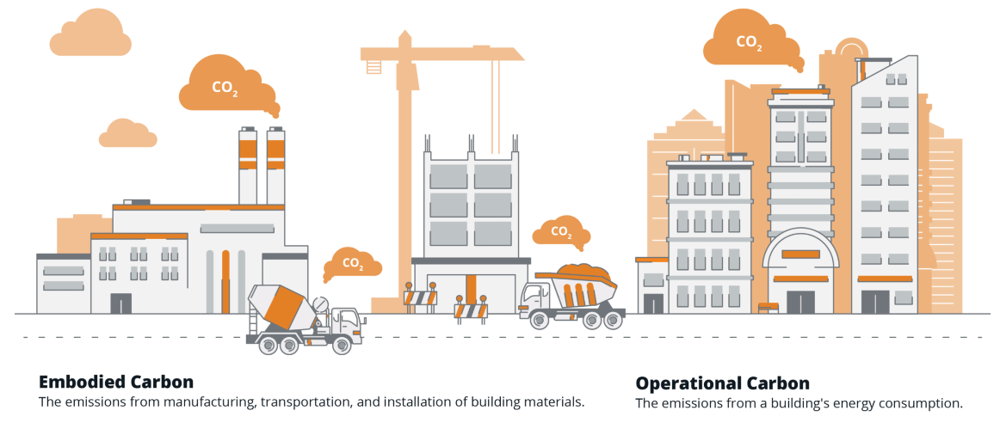 CO₂
CO₂
CO₂
CO₂
Embodied Carbon
The emissions from manufacturing, transportation, and installation of building materials.
Operational Carbon
The emissions from a building's energy consumption.